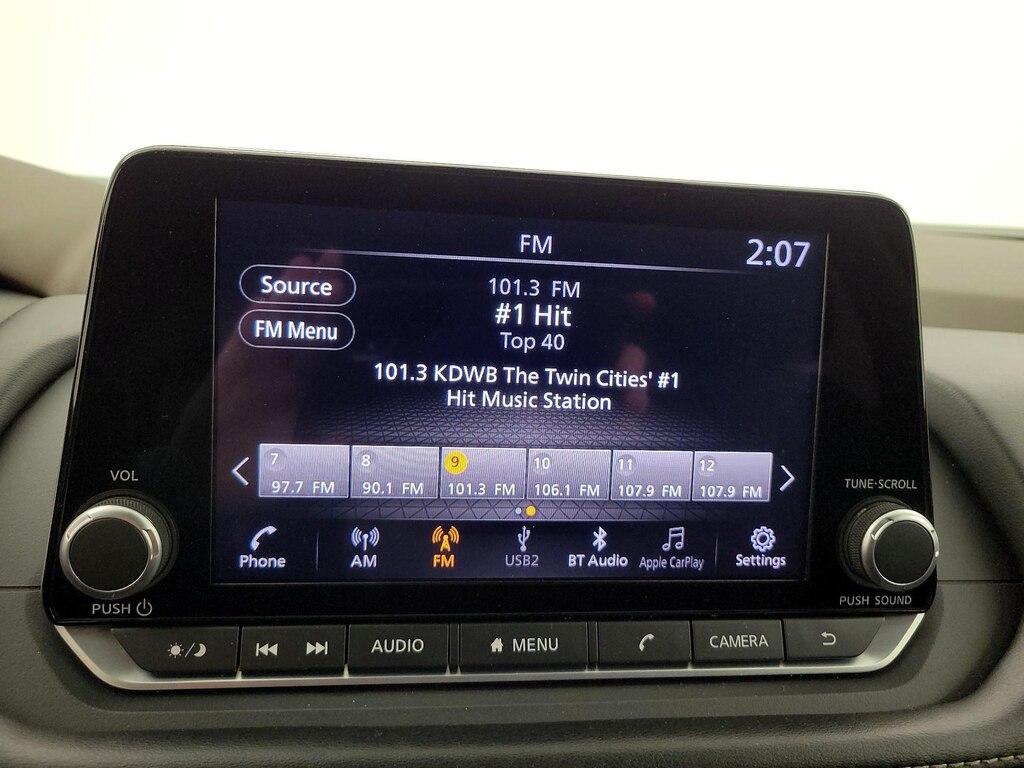 FM
2:07
Source
FM Menu
101.3 FM
#1 Hit
Top 40
101.3 KDWB The Twin Cities' #1
Hit Music Station
7 8 9 10 11 12
97.7 FM 90.1 FM 101.3 FM 106.1 FM 107.9 FM 107.9 FM
Phone AM FM USB2 BT Audio Apple CarPlay Settings
VOL
PUSH
TUNE·SCROLL
PUSH SOUND
AUDIO MENU CAMERA